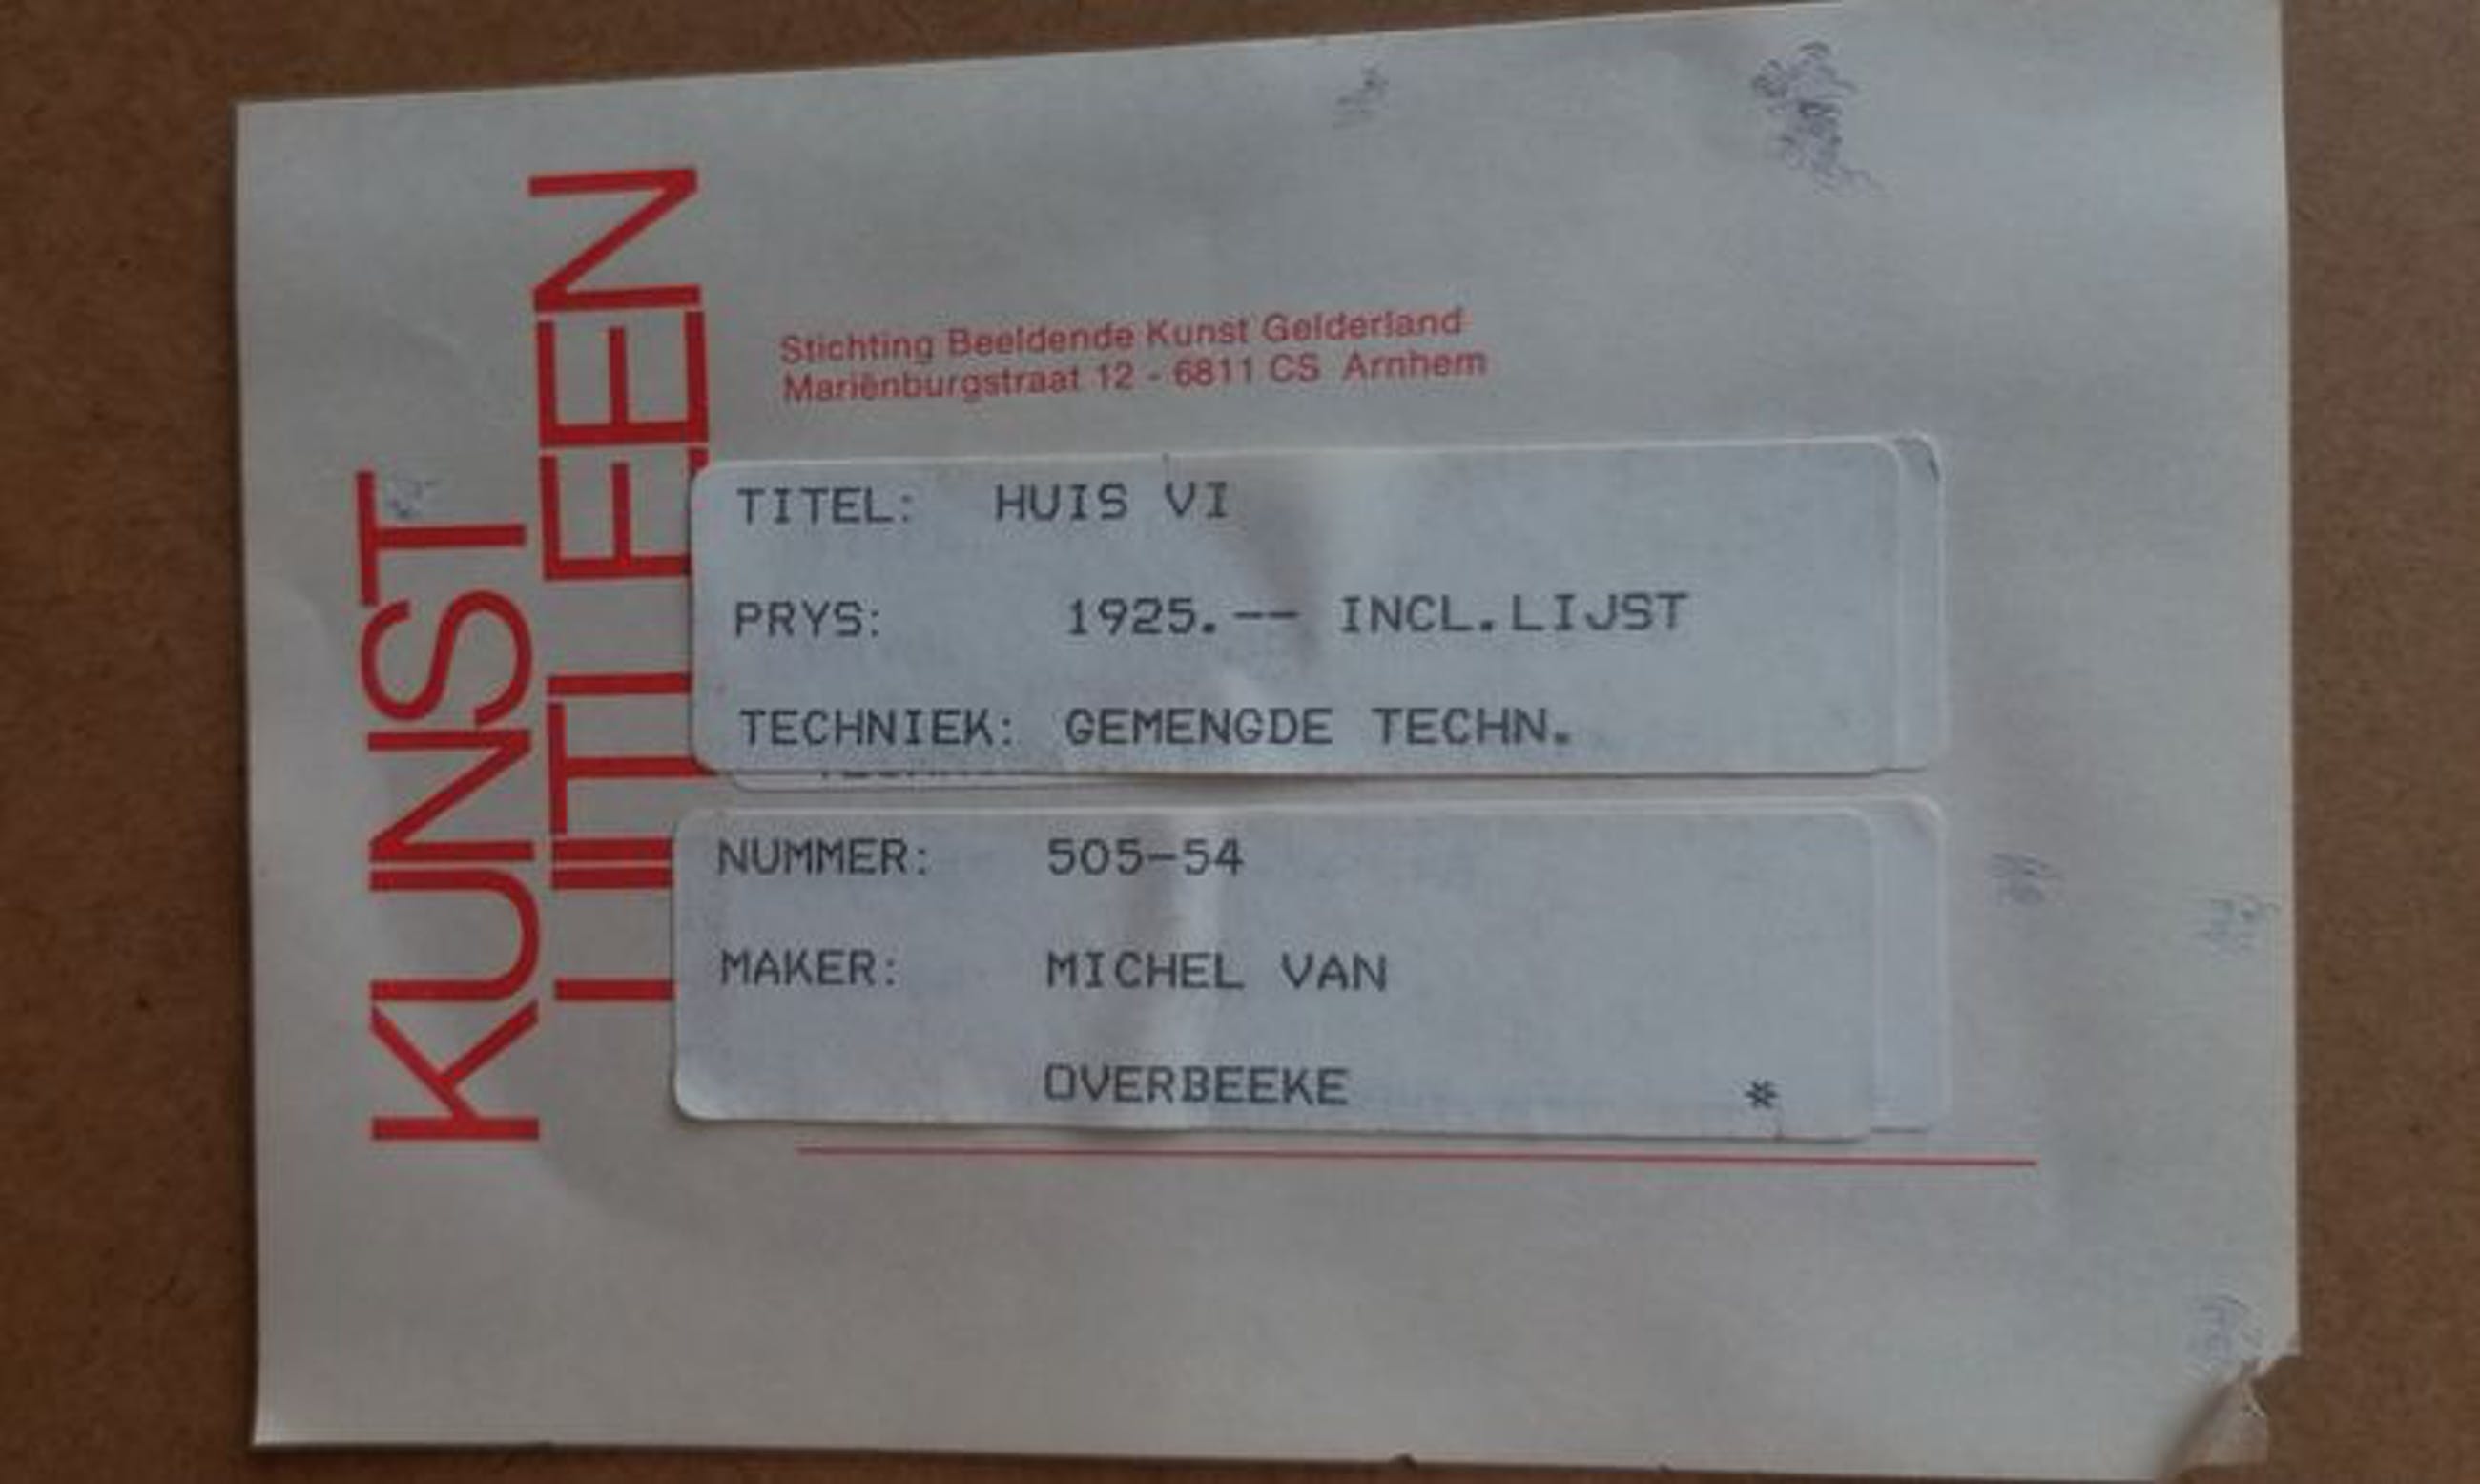 KUNST
UITLEEN
Stichting Beeldende Kunst Gelderland
Mariënburgstraat 12 - 6811 CS Arnhem
TITEL: HUIS VI
PRYS: 1925.-- INCL.LIJST
TECHNIEK: GEMENGDE TECHN.
NUMMER: 505-54
MAKER: MICHEL VAN
OVERBEEKE *